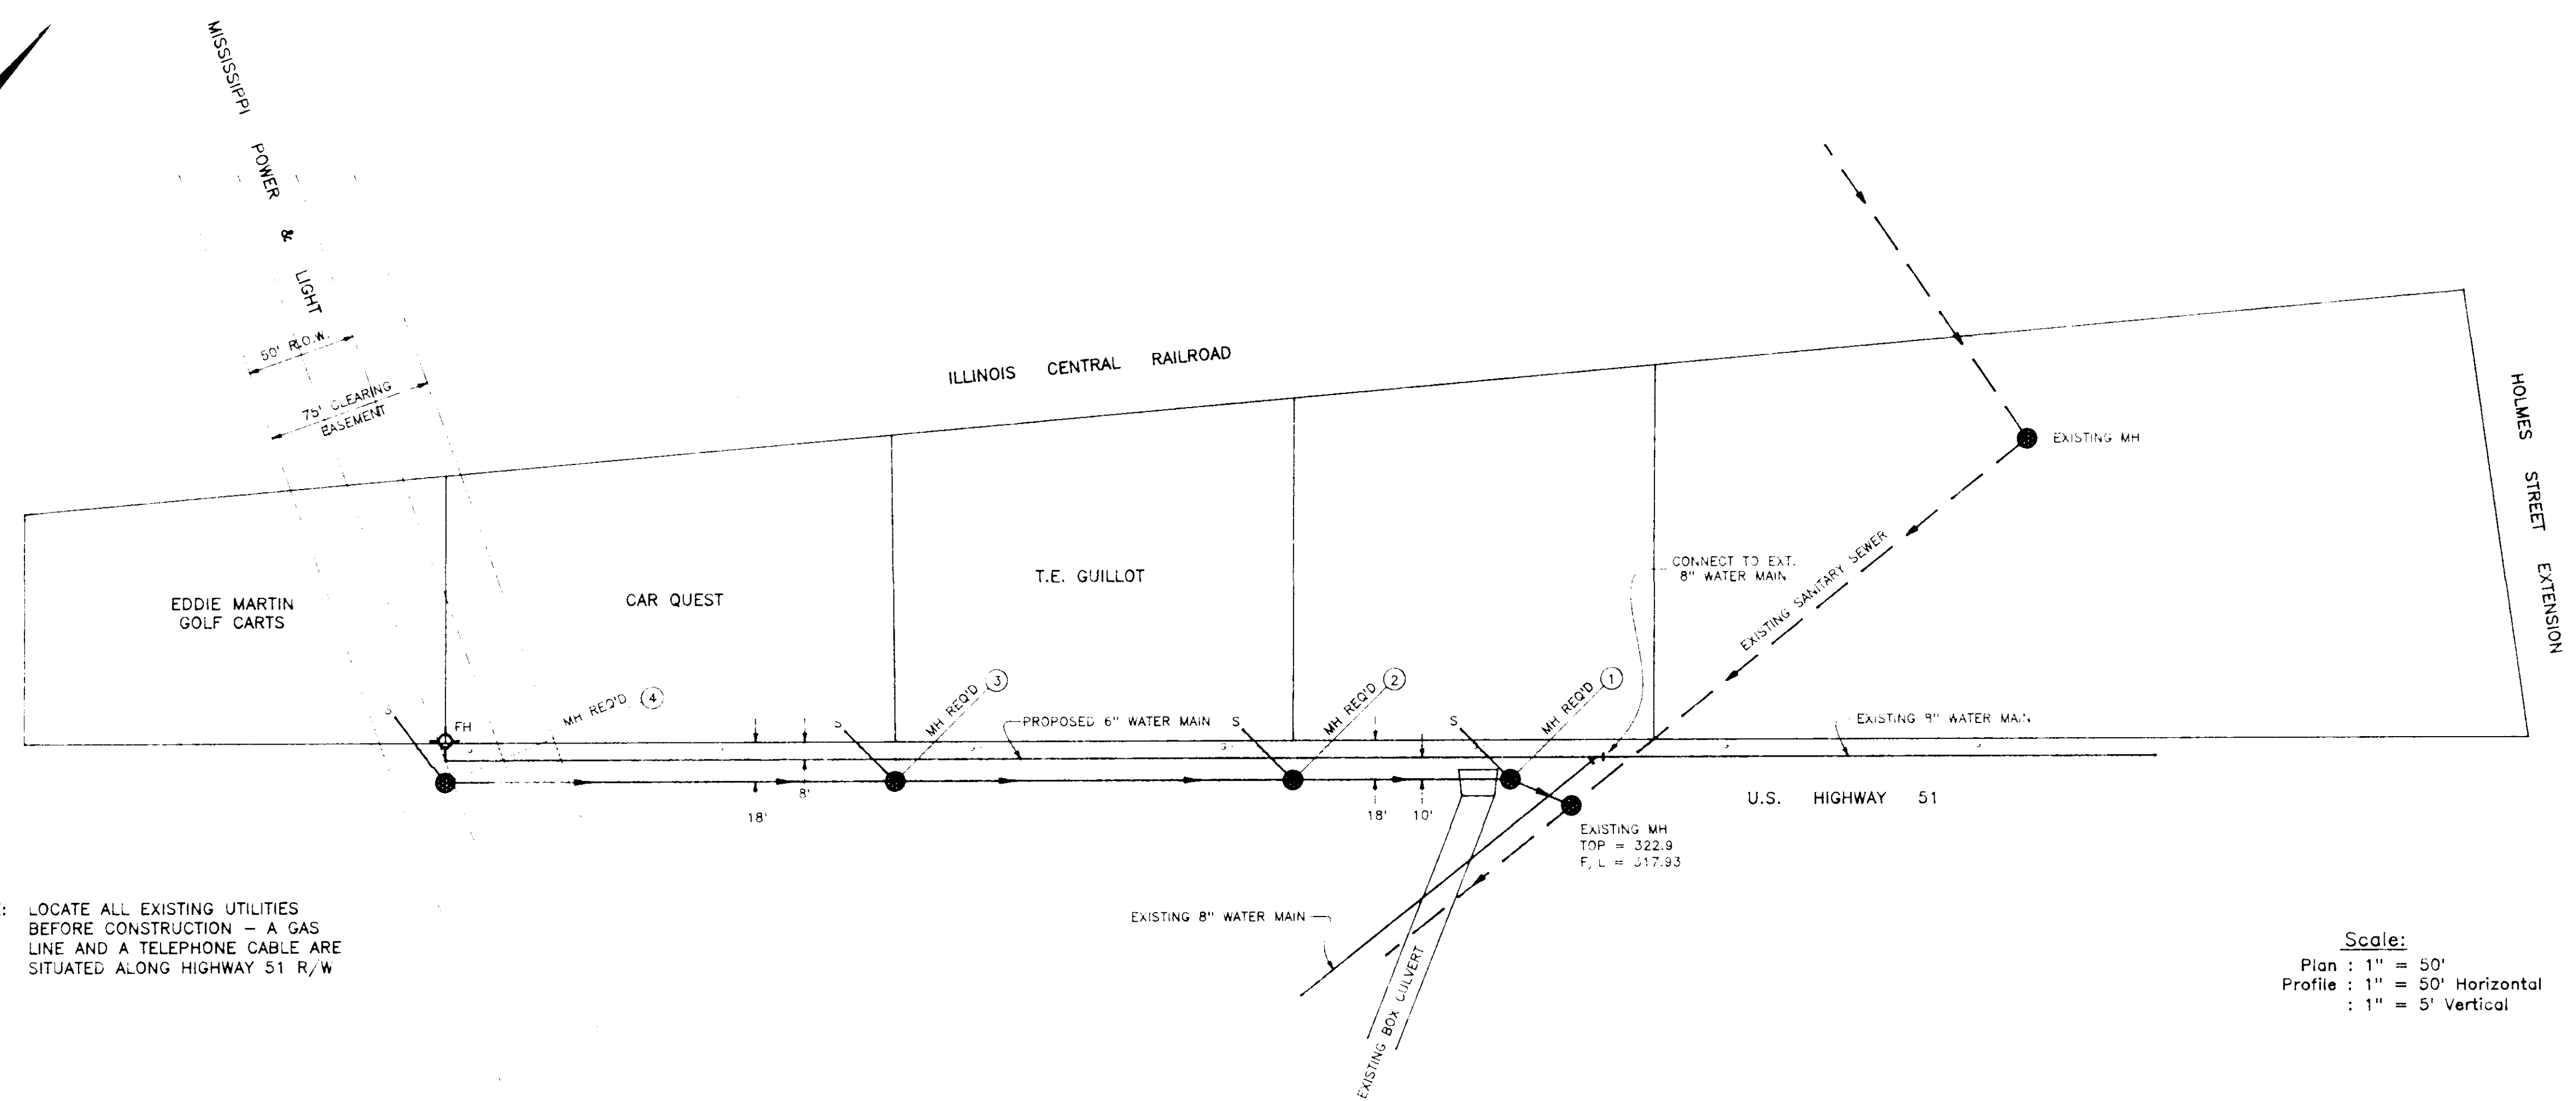 MISSISSIPPI POWER & LIGHT
50' R.O.W.
75' CLEARING
EASEMENT
ILLINOIS CENTRAL RAILROAD
HOLMES STREET EXTENSION
EXISTING MH
EXISTING SANITARY SEWER
CONNECT TO EXT.
8" WATER MAIN
EDDIE MARTIN
GOLF CARTS
CAR QUEST
T.E. GUILLOT
S
FH
MH REQ'D 4
S
MH REQ'D 3
PROPOSED 6" WATER MAIN
S
MH REQ'D 2
S
MH REQ'D 1
EXISTING 8" WATER MAIN
18'
8'
18'
10'
U.S. HIGHWAY 51
EXISTING MH
TOP = 322.9
F, L = 317.93
EXISTING 8" WATER MAIN
EXISTING BOX CULVERT
: LOCATE ALL EXISTING UTILITIES
BEFORE CONSTRUCTION – A GAS
LINE AND A TELEPHONE CABLE ARE
SITUATED ALONG HIGHWAY 51 R/W
Scale:
Plan : 1" = 50'
Profile : 1" = 50' Horizontal
: 1" = 5' Vertical